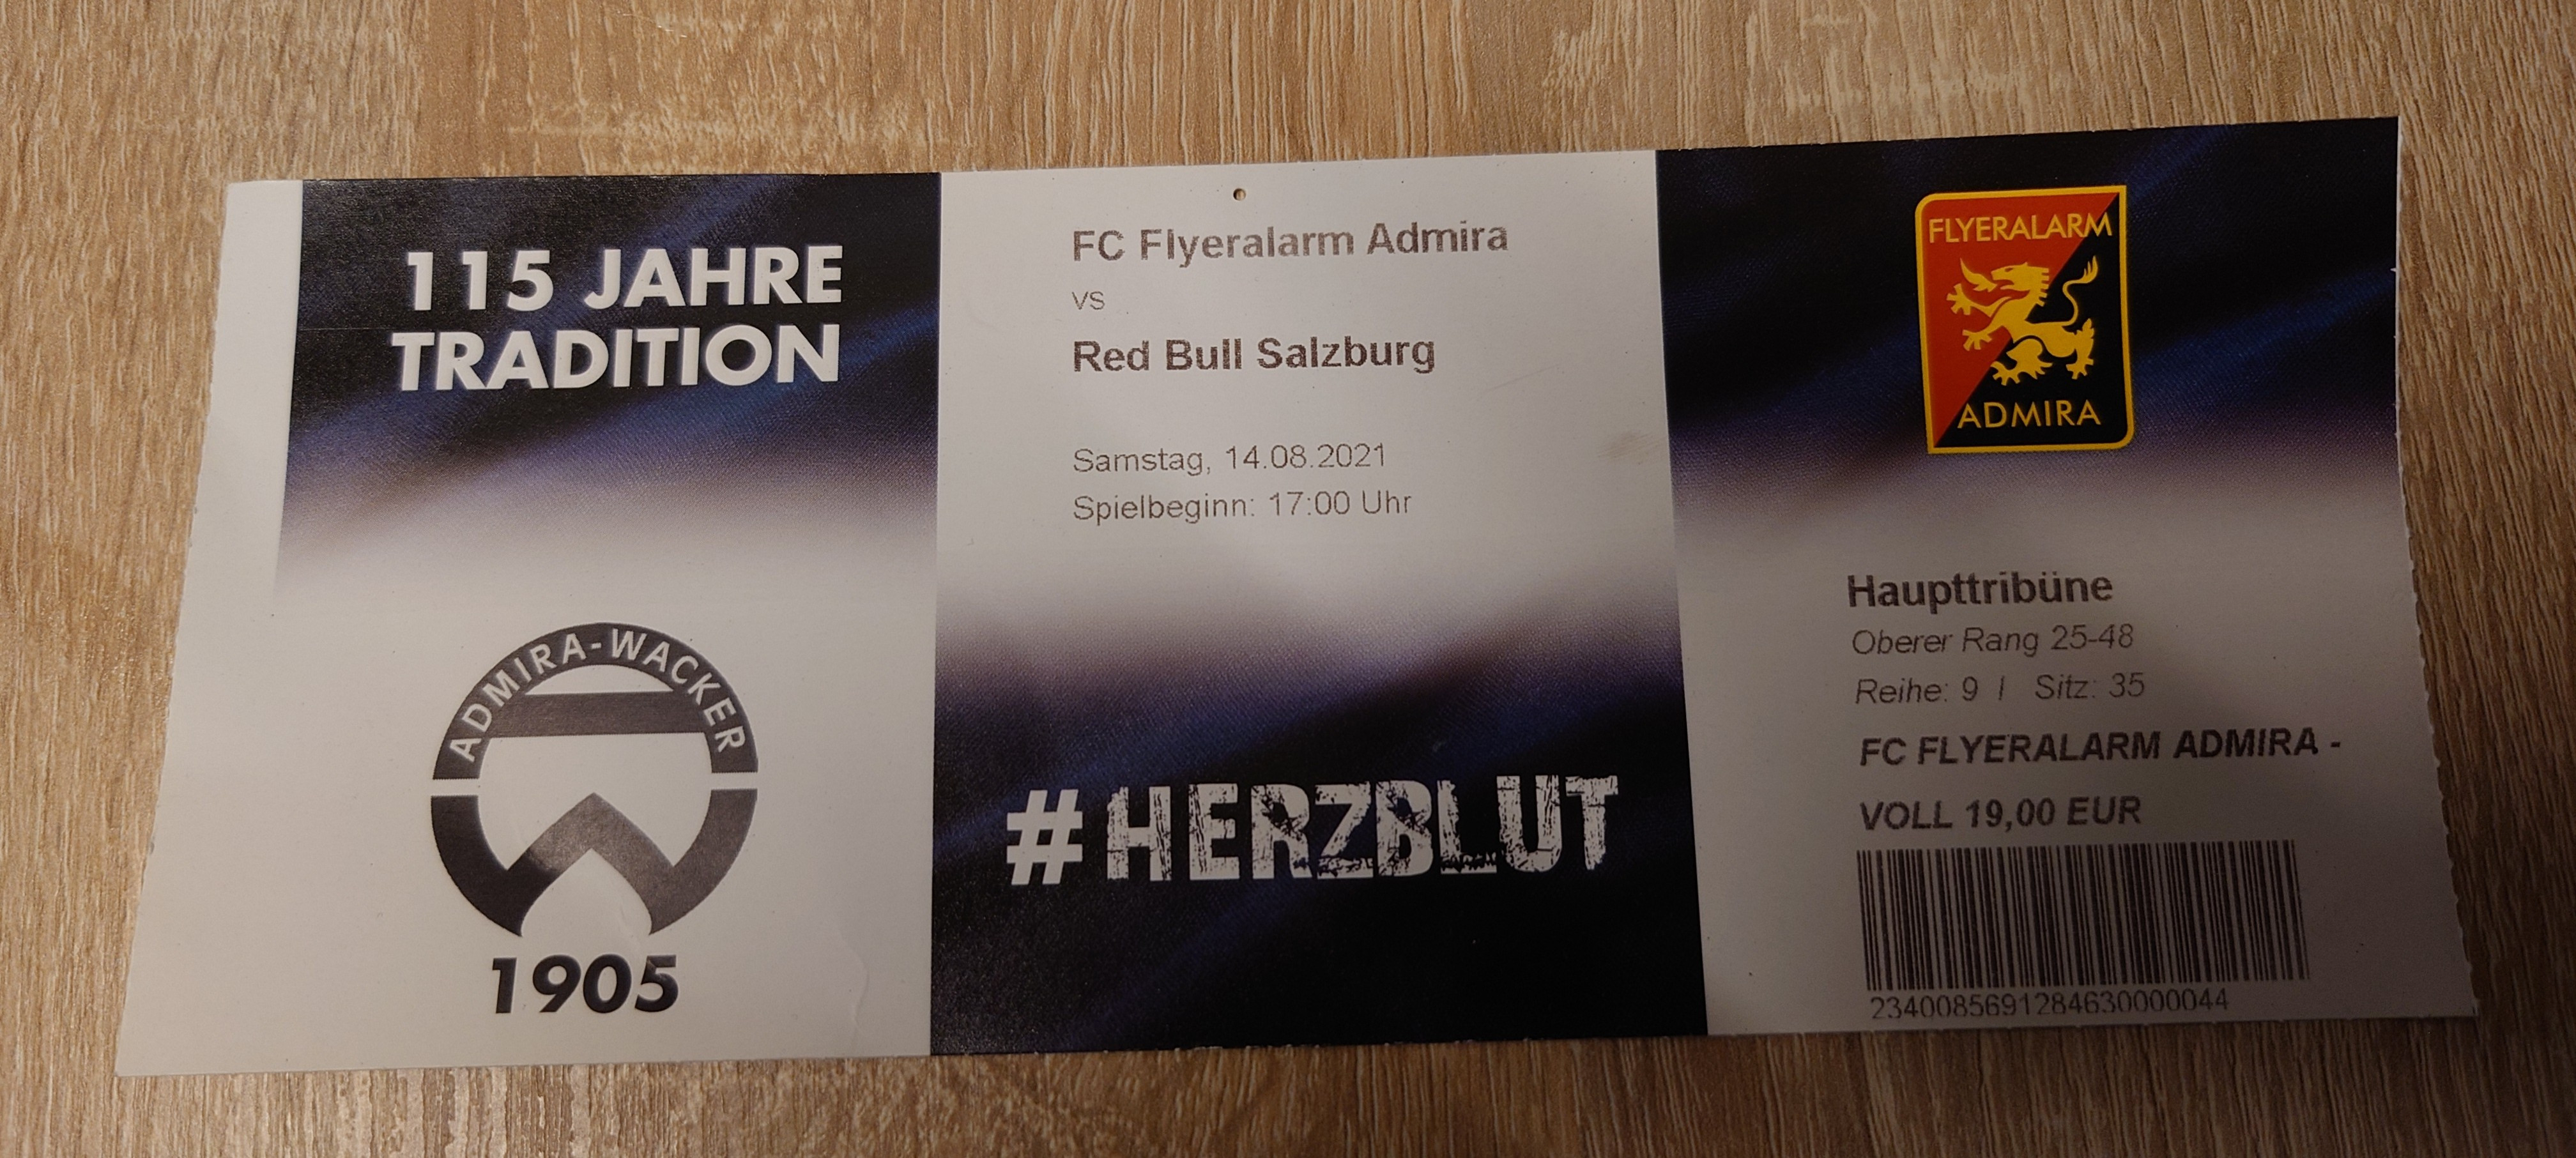 115 JAHRE
TRADITION
ADMIRA-WACKER
1905
FC Flyeralarm Admira
vs
Red Bull Salzburg
Samstag, 14.08.2021
Spielbeginn: 17:00 Uhr
#HERZBLUT
FLYERALARM
ADMIRA
Haupttribüne
Oberer Rang 25-48
Reihe: 9 / Sitz: 35
FC FLYERALARM ADMIRA -
VOLL 19,00 EUR
2340085691284630000044